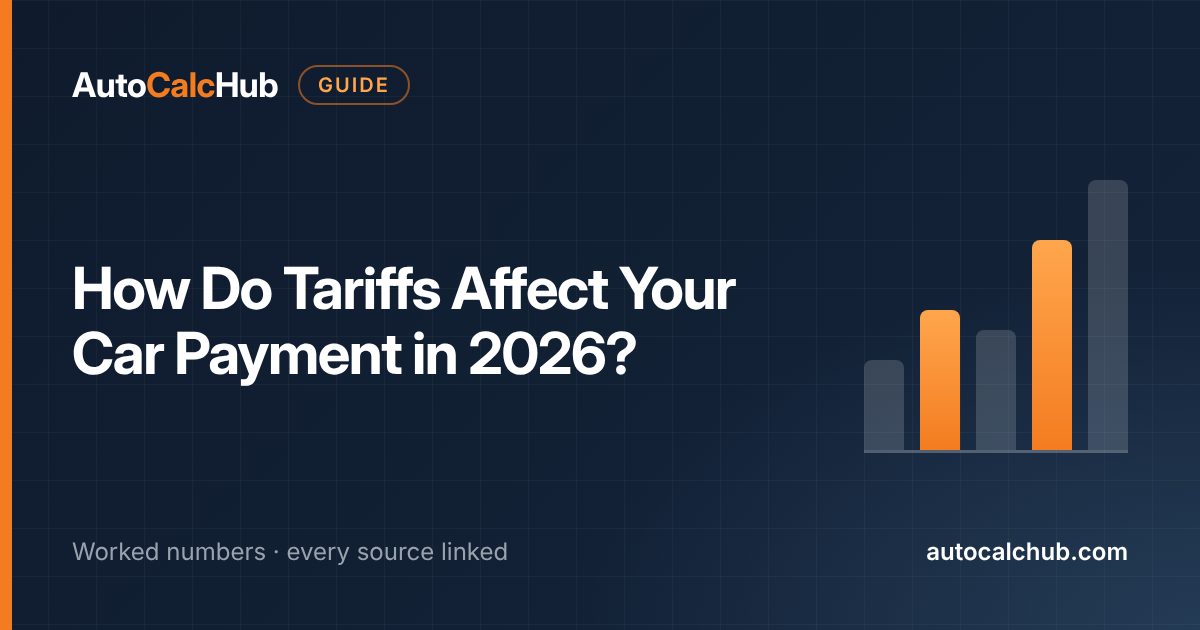 AutoCalcHub
GUIDE
How Do Tariffs Affect Your
Car Payment in 2026?
Worked numbers · every source linked
autocalchub.com